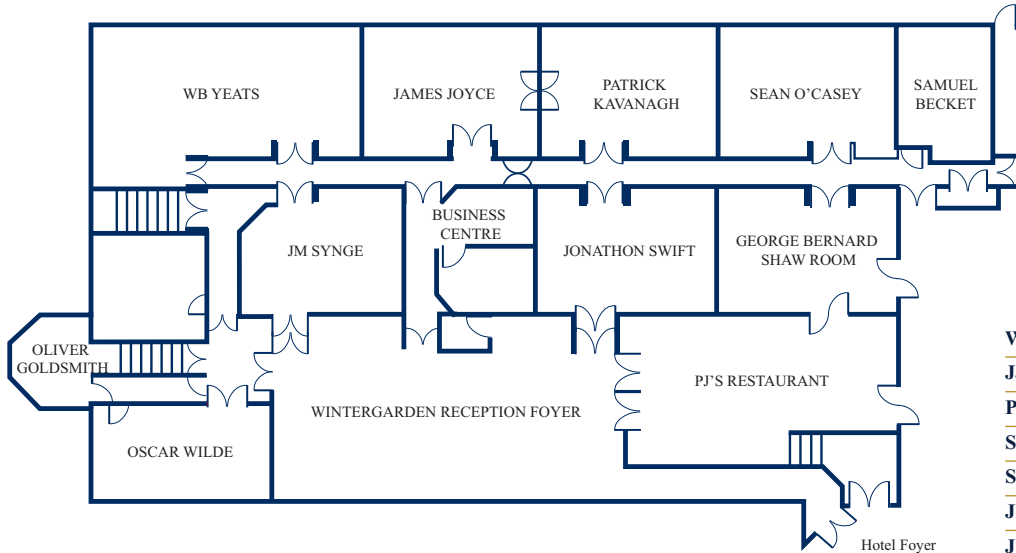 WB YEATS
JAMES JOYCE
PATRICK
KAVANAGH
SEAN O'CASEY
SAMUEL
BECKET
BUSINESS
CENTRE
JM SYNGE
JONATHON SWIFT
GEORGE BERNARD
SHAW ROOM
OLIVER
GOLDSMITH
PJ'S RESTAURANT
WINTERGARDEN RECEPTION FOYER
OSCAR WILDE
Hotel Foyer
P
S
S
J